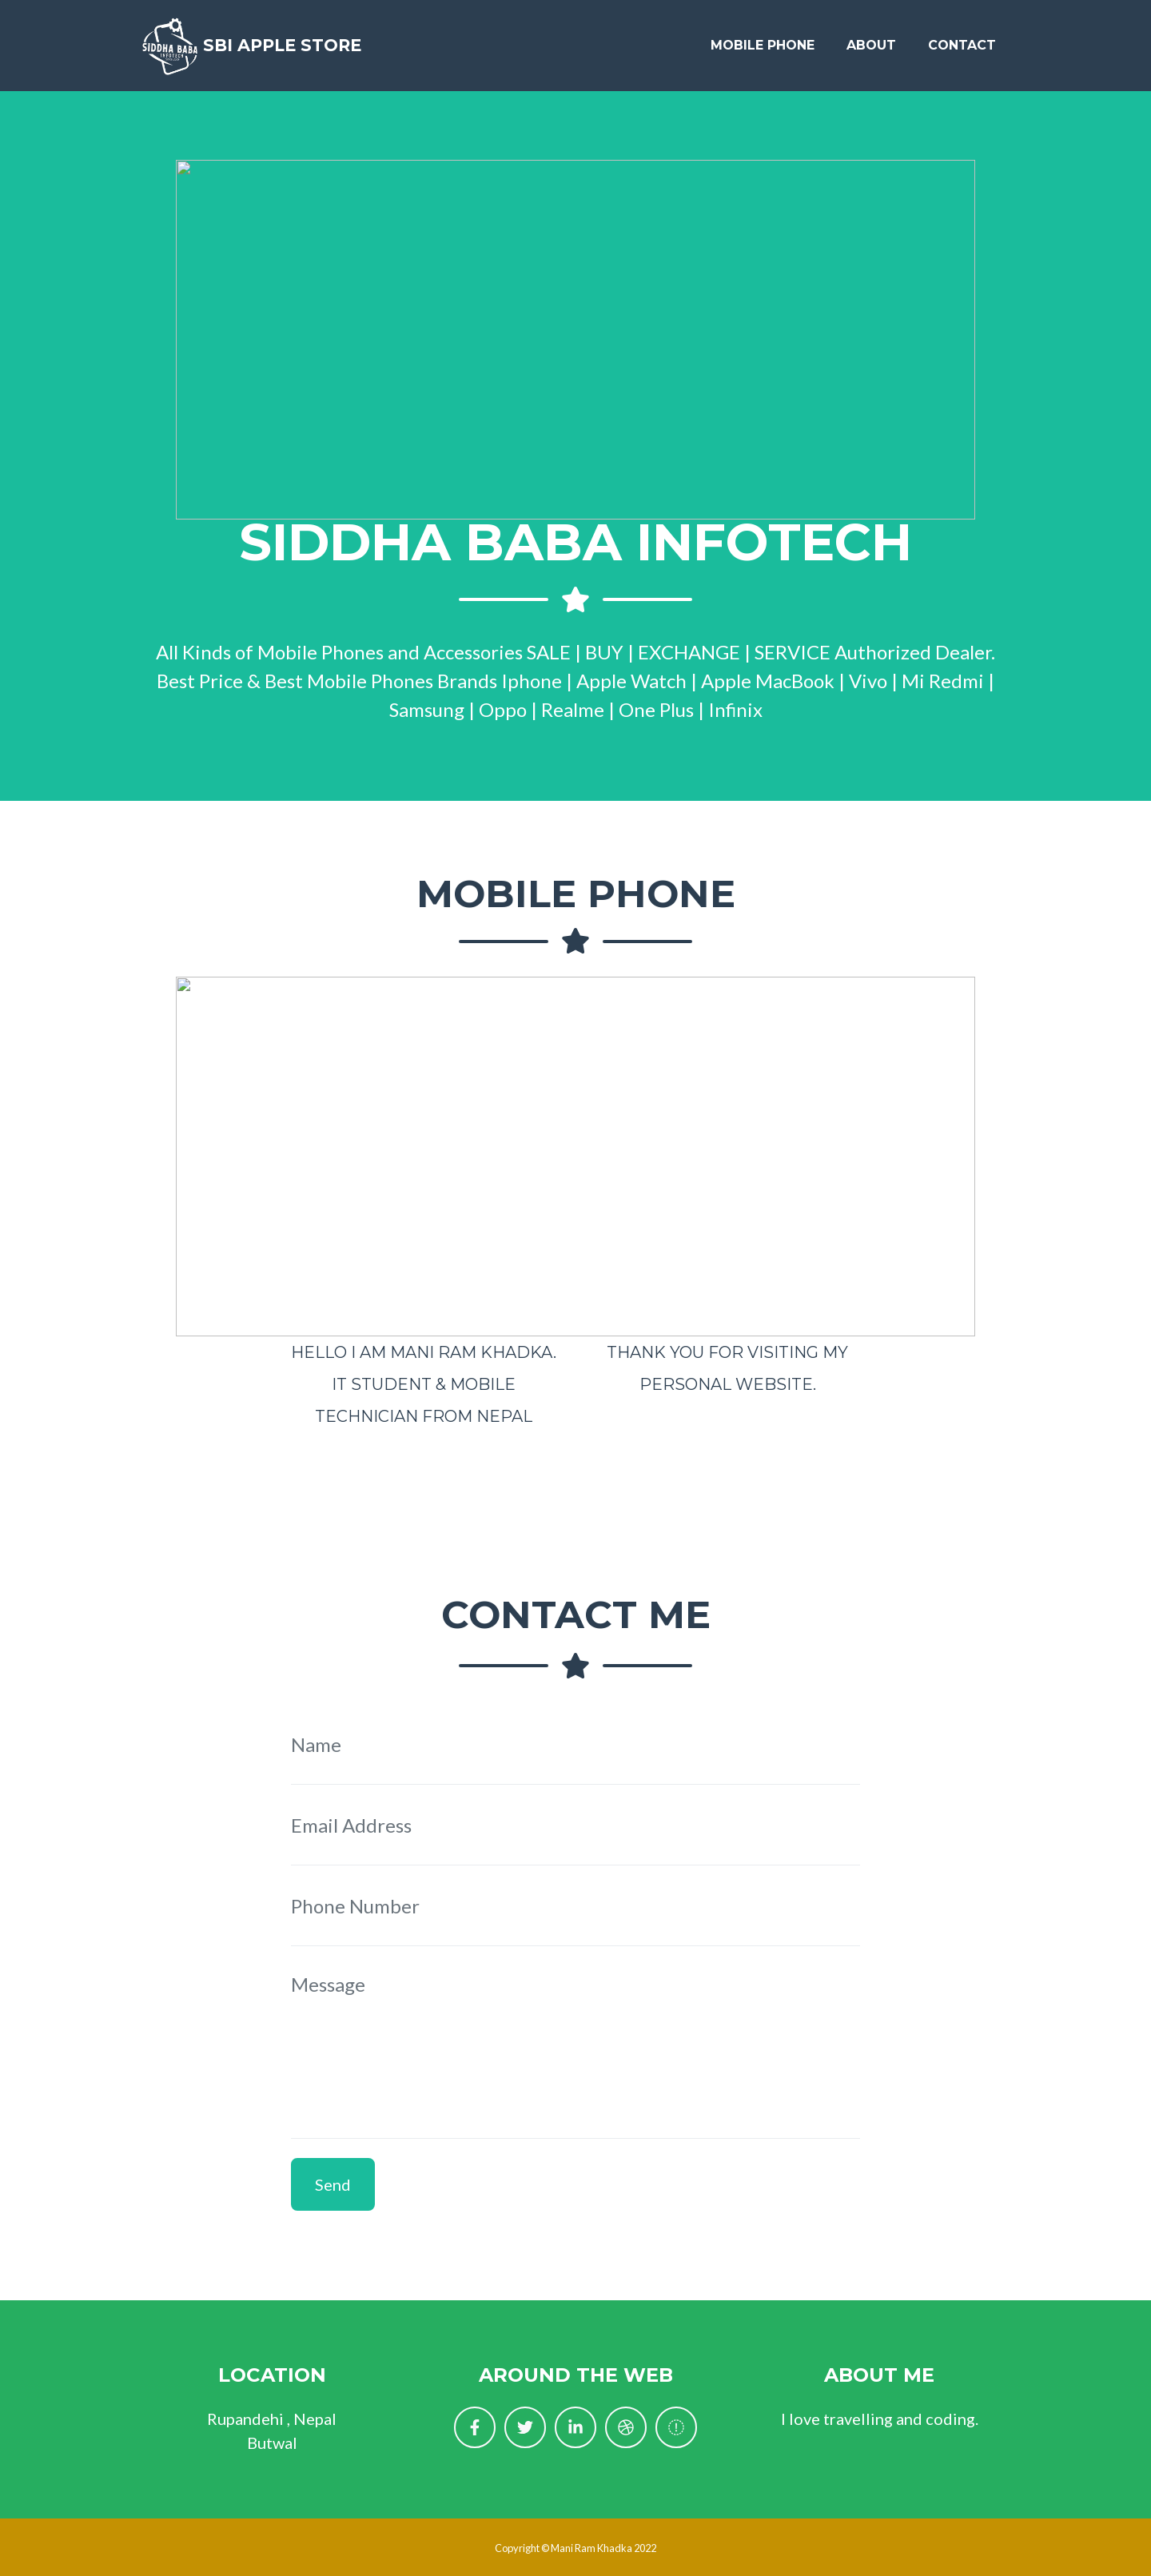 SIDDHA BABA
INFOTECH
SBI APPLE STORE
MOBILE PHONE
ABOUT
CONTACT
SIDDHA BABA INFOTECH
All Kinds of Mobile Phones and Accessories SALE | BUY | EXCHANGE | SERVICE Authorized Dealer.
Best Price & Best Mobile Phones Brands Iphone | Apple Watch | Apple MacBook | Vivo | Mi Redmi |
Samsung | Oppo | Realme | One Plus | Infinix
MOBILE PHONE
HELLO I AM MANI RAM KHADKA.
IT STUDENT & MOBILE
TECHNICIAN FROM NEPAL
THANK YOU FOR VISITING MY
PERSONAL WEBSITE.
CONTACT ME
Name
Email Address
Phone Number
Message
Send
LOCATION
Rupandehi , Nepal
Butwal
AROUND THE WEB
ABOUT ME
I love travelling and coding.
Copyright © Mani Ram Khadka 2022